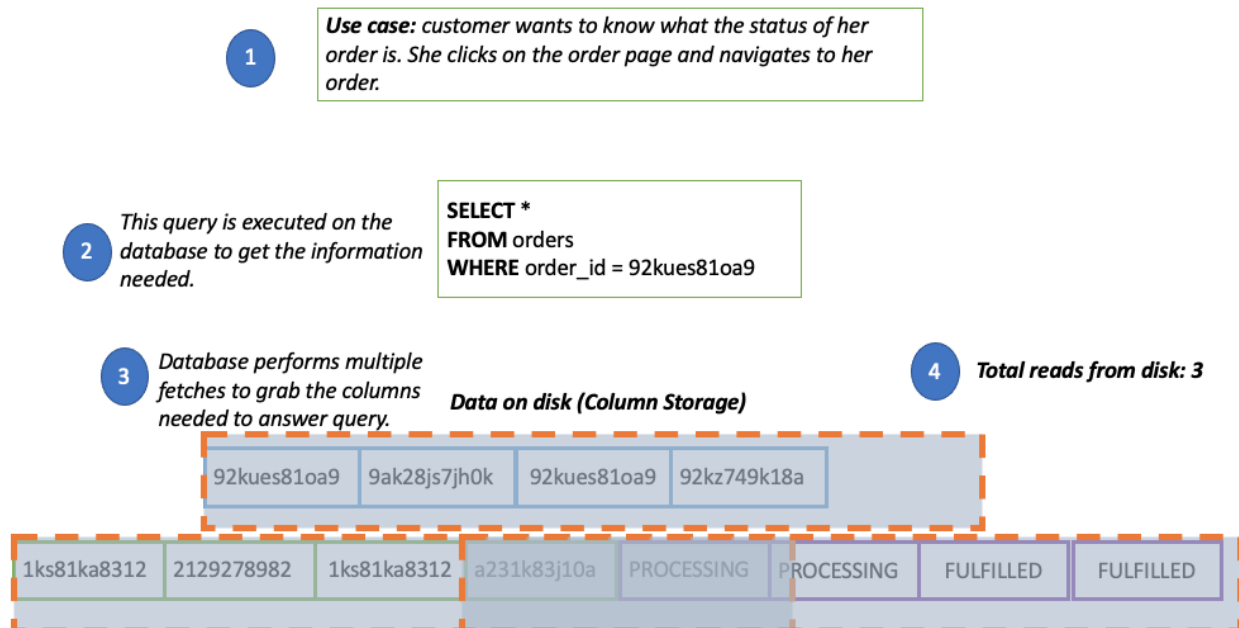 1
Use case: customer wants to know what the status of her
order is. She clicks on the order page and navigates to her
order.
2
This query is executed on the
database to get the information
needed.
SELECT *
FROM orders
WHERE order_id = 92kues81oa9
3
Database performs multiple
fetches to grab the columns
needed to answer query.
4
Total reads from disk: 3
Data on disk (Column Storage)
92kues81oa9 9ak28js7jh0k 92kues81oa9 92kz749k18a
1ks81ka8312 2129278982 1ks81ka8312 a231k83j10a PROCESSING PROCESSING FULFILLED FULFILLED